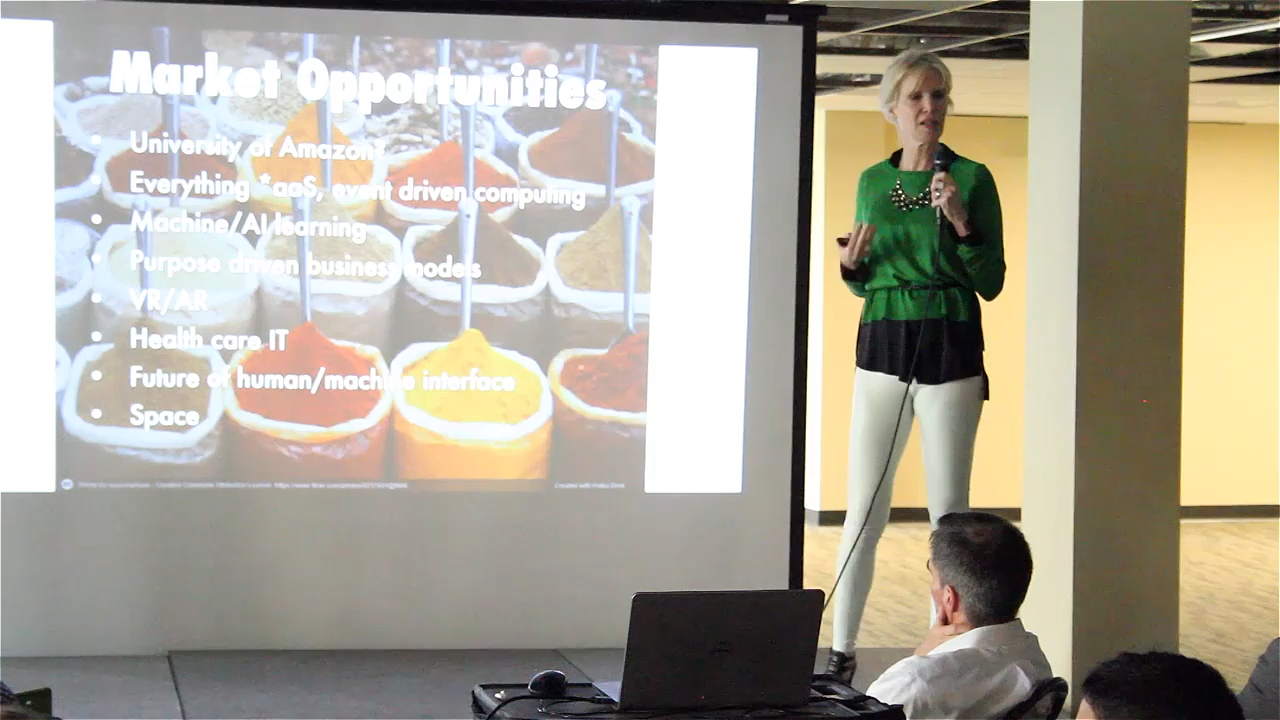 Market Opportunities
• University of Amazon?
• Everything *aaS, event driven computing
• Machine/AI learning
• Purpose driven business models
• VR/AR
• Health care IT
• Future of human/machine interface
• Space